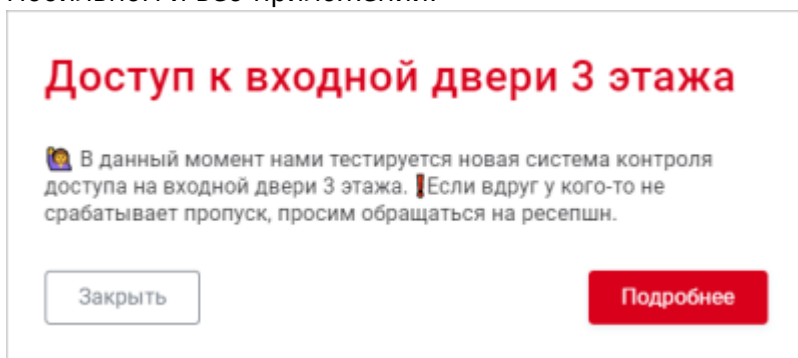 Доступ к входной двери 3 этажа
🙋 В данный момент нами тестируется новая система контроля
доступа на входной двери 3 этажа. ❗Если вдруг у кого-то не
срабатывает пропуск, просим обращаться на ресепшн.
Закрыть
Подробнее